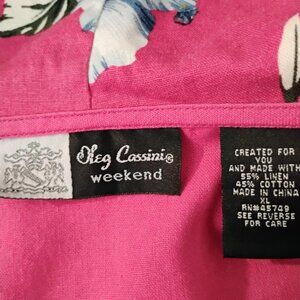 Oleg Cassini®
weekend
CREATED FOR
YOU
AND MADE WITH
55% LINEN
45% COTTON
MADE IN CHINA
XL
RN#45749
SEE REVERSE
FOR CARE